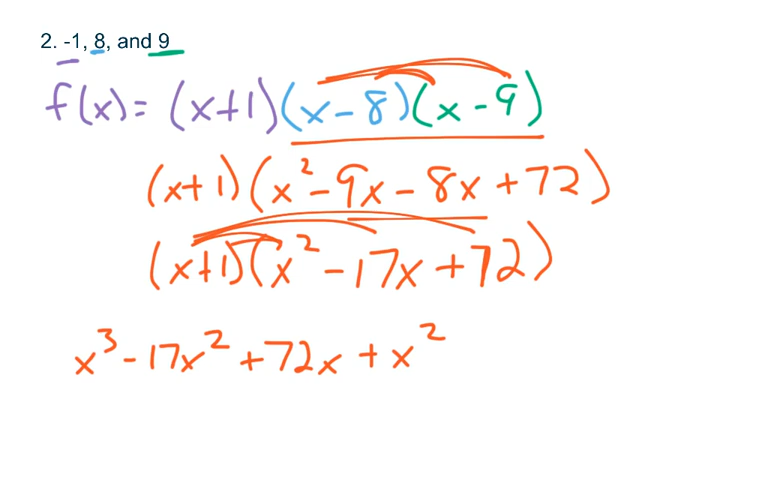 2. -1, 8, and 9
f(x) = (x+1)(x-8)(x-9)
(x+1)(x²-9x-8x+72)
(x+1)(x²-17x+72)
x³-17x²+72x+x²